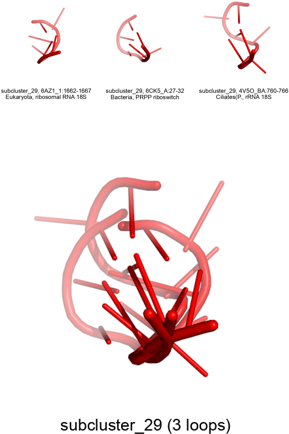 subcluster_29, 6AZ1_1:1662-1667
Eukaryota, ribosomal RNA 18S
subcluster_29, 6CK5_A:27-32
Bacteria, PRPP riboswitch
subcluster_29, 4V5O_BA:760-766
Ciliates(P., rRNA 18S
subcluster_29 (3 loops)